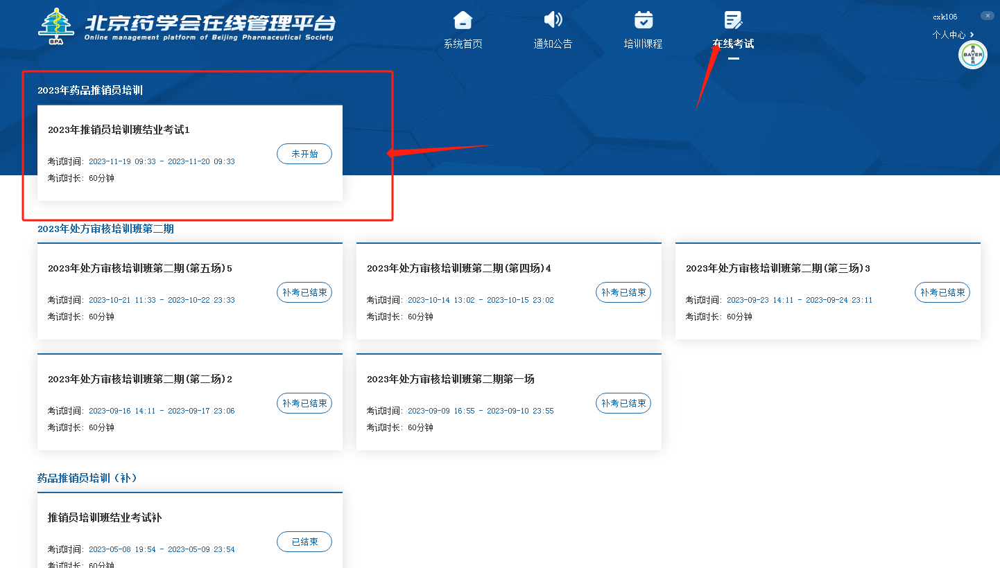 北京药学会在线管理平台
Online management platform of Beijing Pharmaceutical Society
BPA
系统首页
通知公告
培训课程
在线考试
cxk106
个人中心
BAYER
BAYER
2023年药品推销员培训
2023年推销员培训班结业考试1
考试时间: 2023-11-19 09:33 - 2023-11-20 09:33
未开始
考试时长: 60分钟
2023年处方审核培训班第二期
2023年处方审核培训班第二期(第五场)5
考试时间: 2023-10-21 11:33 - 2023-10-22 23:33
补考已结束
考试时长: 60分钟
2023年处方审核培训班第二期(第四场)4
考试时间: 2023-10-14 13:02 - 2023-10-15 23:02
补考已结束
考试时长: 60分钟
2023年处方审核培训班第二期(第三场)3
考试时间: 2023-09-23 14:11 - 2023-09-24 23:11
补考已结束
考试时长: 60分钟
2023年处方审核培训班第二期(第二场)2
考试时间: 2023-09-16 14:11 - 2023-09-17 23:06
补考已结束
考试时长: 60分钟
2023年处方审核培训班第二期第一场
考试时间: 2023-09-09 16:55 - 2023-09-10 23:55
补考已结束
考试时长: 60分钟
药品推销员培训（补）
推销员培训班结业考试补
考试时间: 2023-05-08 19:54 - 2023-05-09 23:54
已结束
考试时长: 60分钟